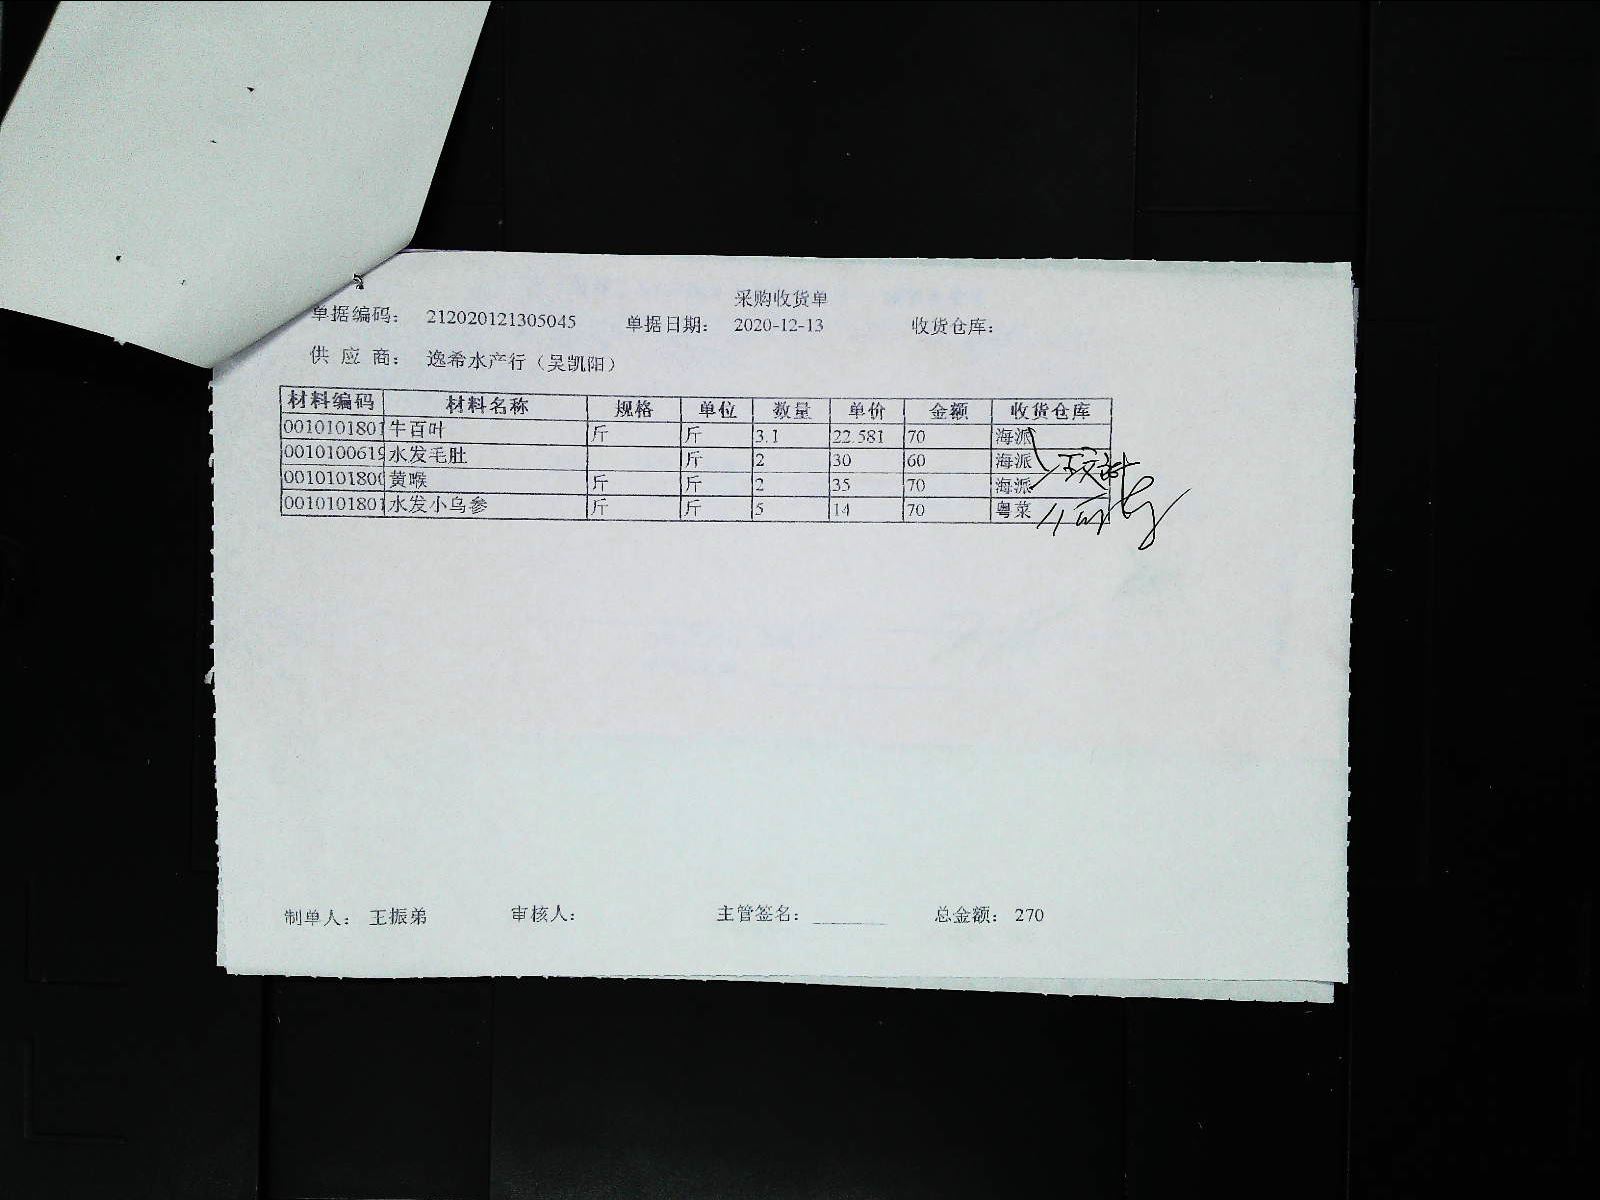 采购收货单
单据编码： 212020121305045 单据日期： 2020-12-13 收货仓库：
供 应 商： 逸希水产行（吴凯阳）
材料编码 材料名称 规格 单位 数量 单价 金额 收货仓库
0010101801 牛百叶 斤 斤 3.1 22.581 70 海派
0010100619 水发毛肚 斤 2 30 60 海派
0010101800 黄喉 斤 斤 2 35 70 海派
0010101801 水发小乌参 斤 斤 5 14 70 粤菜
制单人： 王振弟 审核人： 主管签名： 总金额： 270